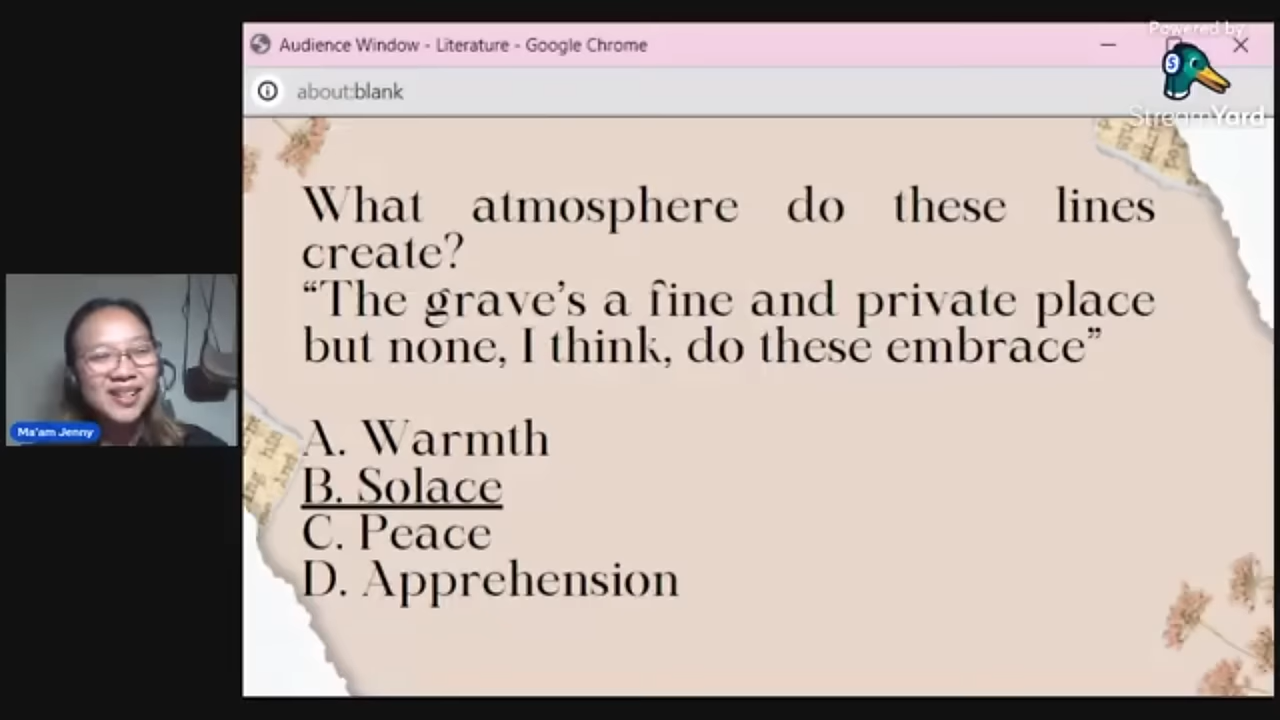 Audience Window - Literature - Google Chrome
Powered by
about:blank
StreamYard
What atmosphere do these lines
create?
“The grave’s a fine and private place
but none, I think, do these embrace”
A. Warmth
B. Solace
C. Peace
D. Apprehension
Ma'am Jenny